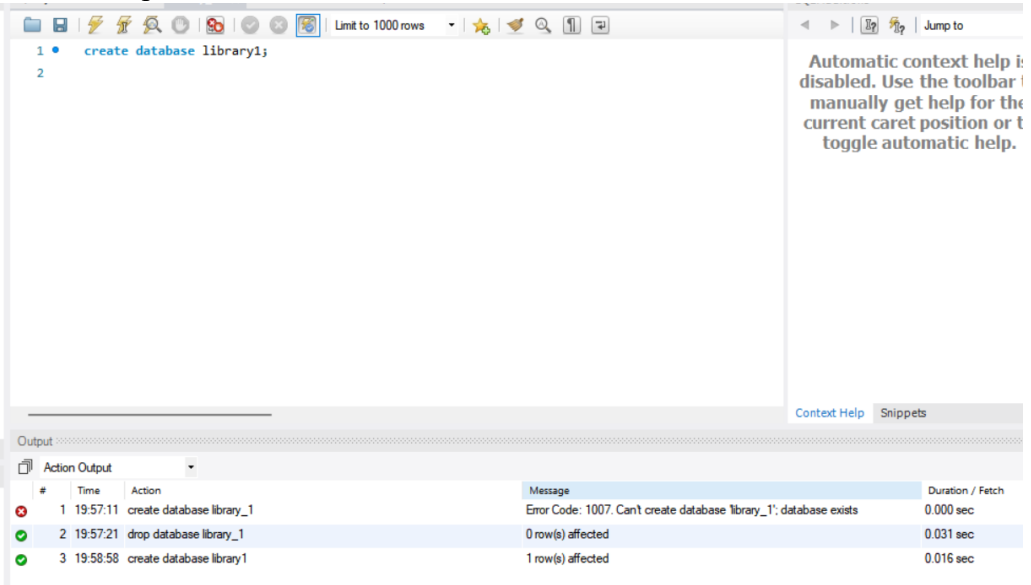 Limit to 1000 rows
Jump to
1 create database library1;
2
Automatic context help is
disabled. Use the toolbar
manually get help for the
current caret position or
toggle automatic help.
Context Help Snippets
Output
Action Output
# Time Action Message Duration / Fetch
1 19:57:11 create database library_1 Error Code: 1007. Can't create database 'library_1'; database exists 0.000 sec
2 19:57:21 drop database library_1 0 row(s) affected 0.031 sec
3 19:58:58 create database library1 1 row(s) affected 0.016 sec